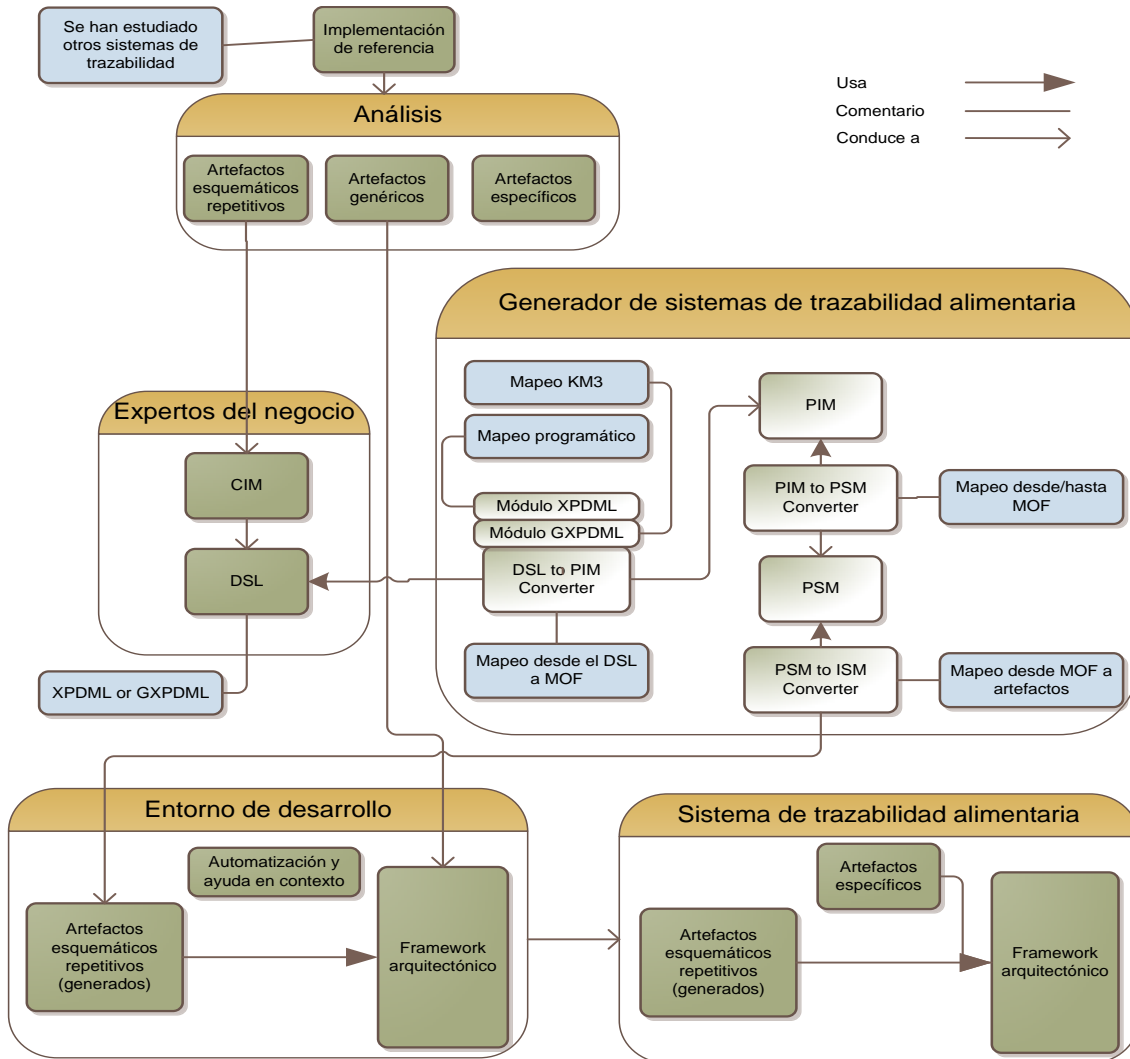 Se han estudiado
otros sistemas de
trazabilidad
Implementación
de referencia
Usa
Comentario
Conduce a
Análisis
Artefactos
esquemáticos
repetitivos
Artefactos
genéricos
Artefactos
específicos
Generador de sistemas de trazabilidad alimentaria
Mapeo KM3
Mapeo programático
Módulo XPDML
Módulo GXPDML
DSL to PIM
Converter
Mapeo desde el DSL
a MOF
PIM
PIM to PSM
Converter
Mapeo desde/hasta
MOF
PSM
PSM to ISM
Converter
Mapeo desde MOF a
artefactos
Expertos del negocio
CIM
DSL
XPDML or GXPDML
Entorno de desarrollo
Automatización y
ayuda en contexto
Artefactos
esquemáticos
repetitivos
(generados)
Framework
arquitectónico
Sistema de trazabilidad alimentaria
Artefactos
específicos
Artefactos
esquemáticos
repetitivos
(generados)
Framework
arquitectónico